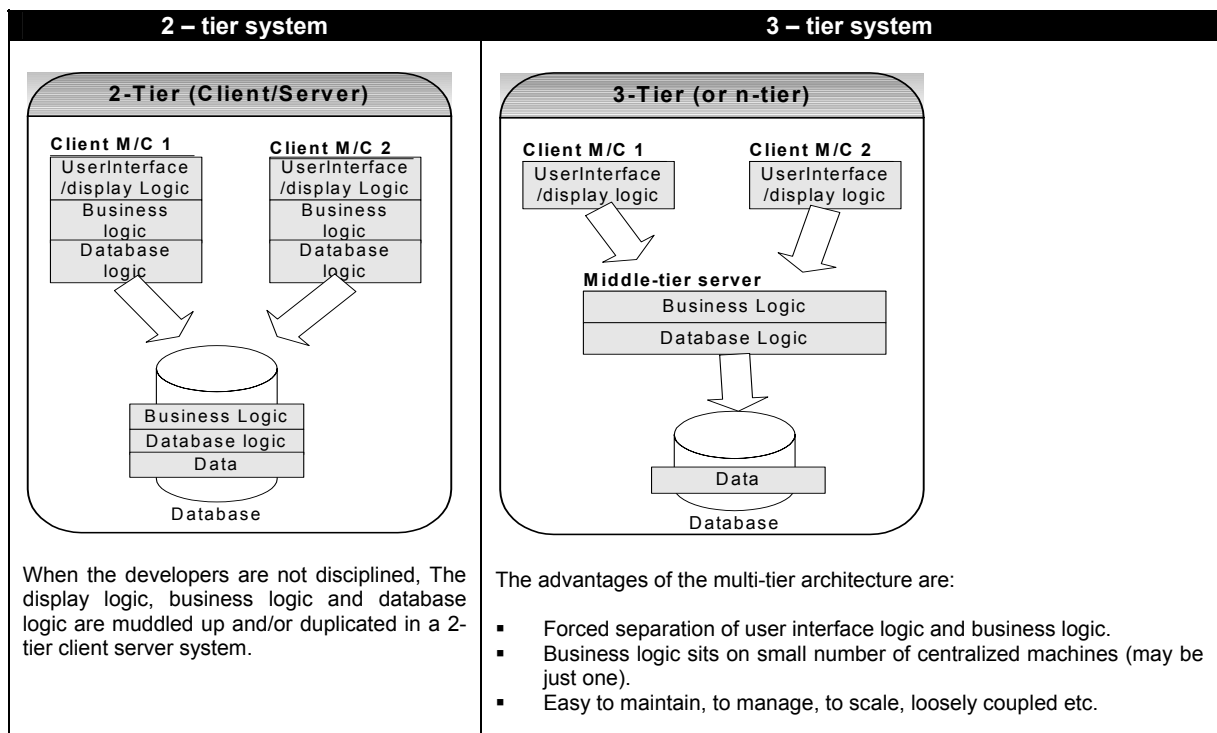 2 – tier system
3 – tier system
2-Tier (Client/Server)
Client M/C 1
Client M/C 2
UserInterface
/display Logic
Business
logic
Database
logic
UserInterface
/display Logic
Business
logic
Database
logic
Business Logic
Database logic
Data
Database
When the developers are not disciplined, The
display logic, business logic and database
logic are muddled up and/or duplicated in a 2-
tier client server system.
3-Tier (or n-tier)
Client M/C 1
Client M/C 2
UserInterface
/display logic
UserInterface
/display logic
Middle-tier server
Business Logic
Database Logic
Data
Database
The advantages of the multi-tier architecture are:
▪ Forced separation of user interface logic and business logic.
▪ Business logic sits on small number of centralized machines (may be
just one).
▪ Easy to maintain, to manage, to scale, loosely coupled etc.